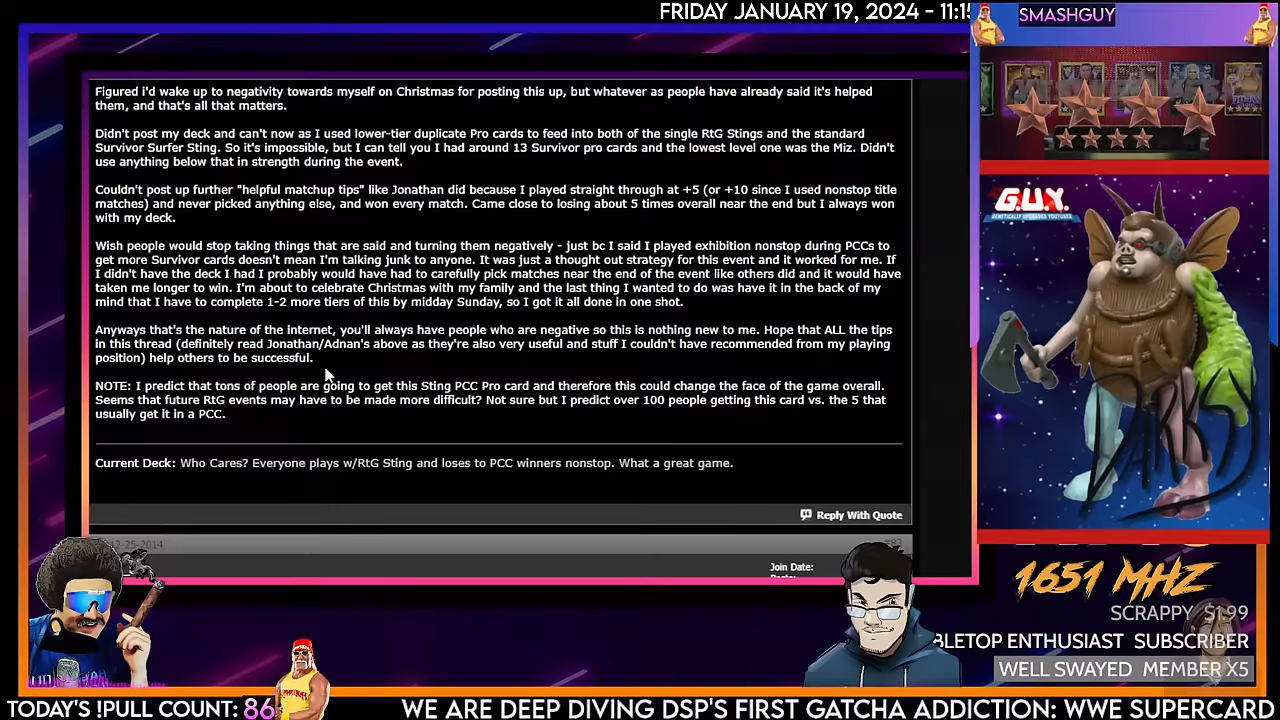 FRIDAY JANUARY 19, 2024 - 11:15
SMASHGUY
Figured i'd wake up to negativity towards myself on Christmas for posting this up, but whatever as people have already said it's helped
them, and that's all that matters.
Didn't post my deck and can't now as I used lower-tier duplicate Pro cards to feed into both of the single RtG Stings and the standard
Survivor Surfer Sting. So it's impossible, but I can tell you I had around 13 Survivor pro cards and the lowest level one was the Miz. Didn't
use anything below that in strength during the event.
Couldn't post up further "helpful matchup tips" like Jonathan did because I played straight through at +5 (or +10 since I used nonstop title
matches) and never picked anything else, and won every match. Came close to losing about 5 times overall near the end but I always won
with my deck.
Wish people would stop taking things that are said and turning them negatively - just bc I said I played exhibition nonstop during PCCs to
get more Survivor cards doesn't mean I'm talking junk to anyone. It was just a thought out strategy for this event and it worked for me. If
I didn't have the deck I had I probably would have had to carefully pick matches near the end of the event like others did and it would have
taken me longer to win. I'm about to celebrate Christmas with my family and the last thing I wanted to do was have it in the back of my
mind that I have to complete 1-2 more tiers of this by midday Sunday, so I got it all done in one shot.
Anyways that's the nature of the internet, you'll always have people who are negative so this is nothing new to me. Hope that ALL the tips
in this thread (definitely read Jonathan/Adnan's above as they're also very useful and stuff I couldn't have recommended from my playing
position) help others to be successful.
NOTE: I predict that tons of people are going to get this Sting PCC Pro card and therefore this could change the face of the game overall.
Seems that future RtG events may have to be made more difficult? Not sure but I predict over 100 people getting this card vs. the 5 that
usually get it in a PCC.
Current Deck: Who Cares? Everyone plays w/RtG Sting and loses to PCC winners nonstop. What a great game.
Reply With Quote
12-25-2014
#83
Join Date:
G.U.Y.
GENETICALLY UPGRADED YOUTUBERS
1651 MHZ
SCRAPPY $1.99
BLETOP ENTHUSIAST SUBSCRIBER
WELL SWAYED MEMBER X5
TODAY'S !PULL COUNT: 86
WE ARE DEEP DIVING DSP'S FIRST GATCHA ADDICTION: WWE SUPERCARD